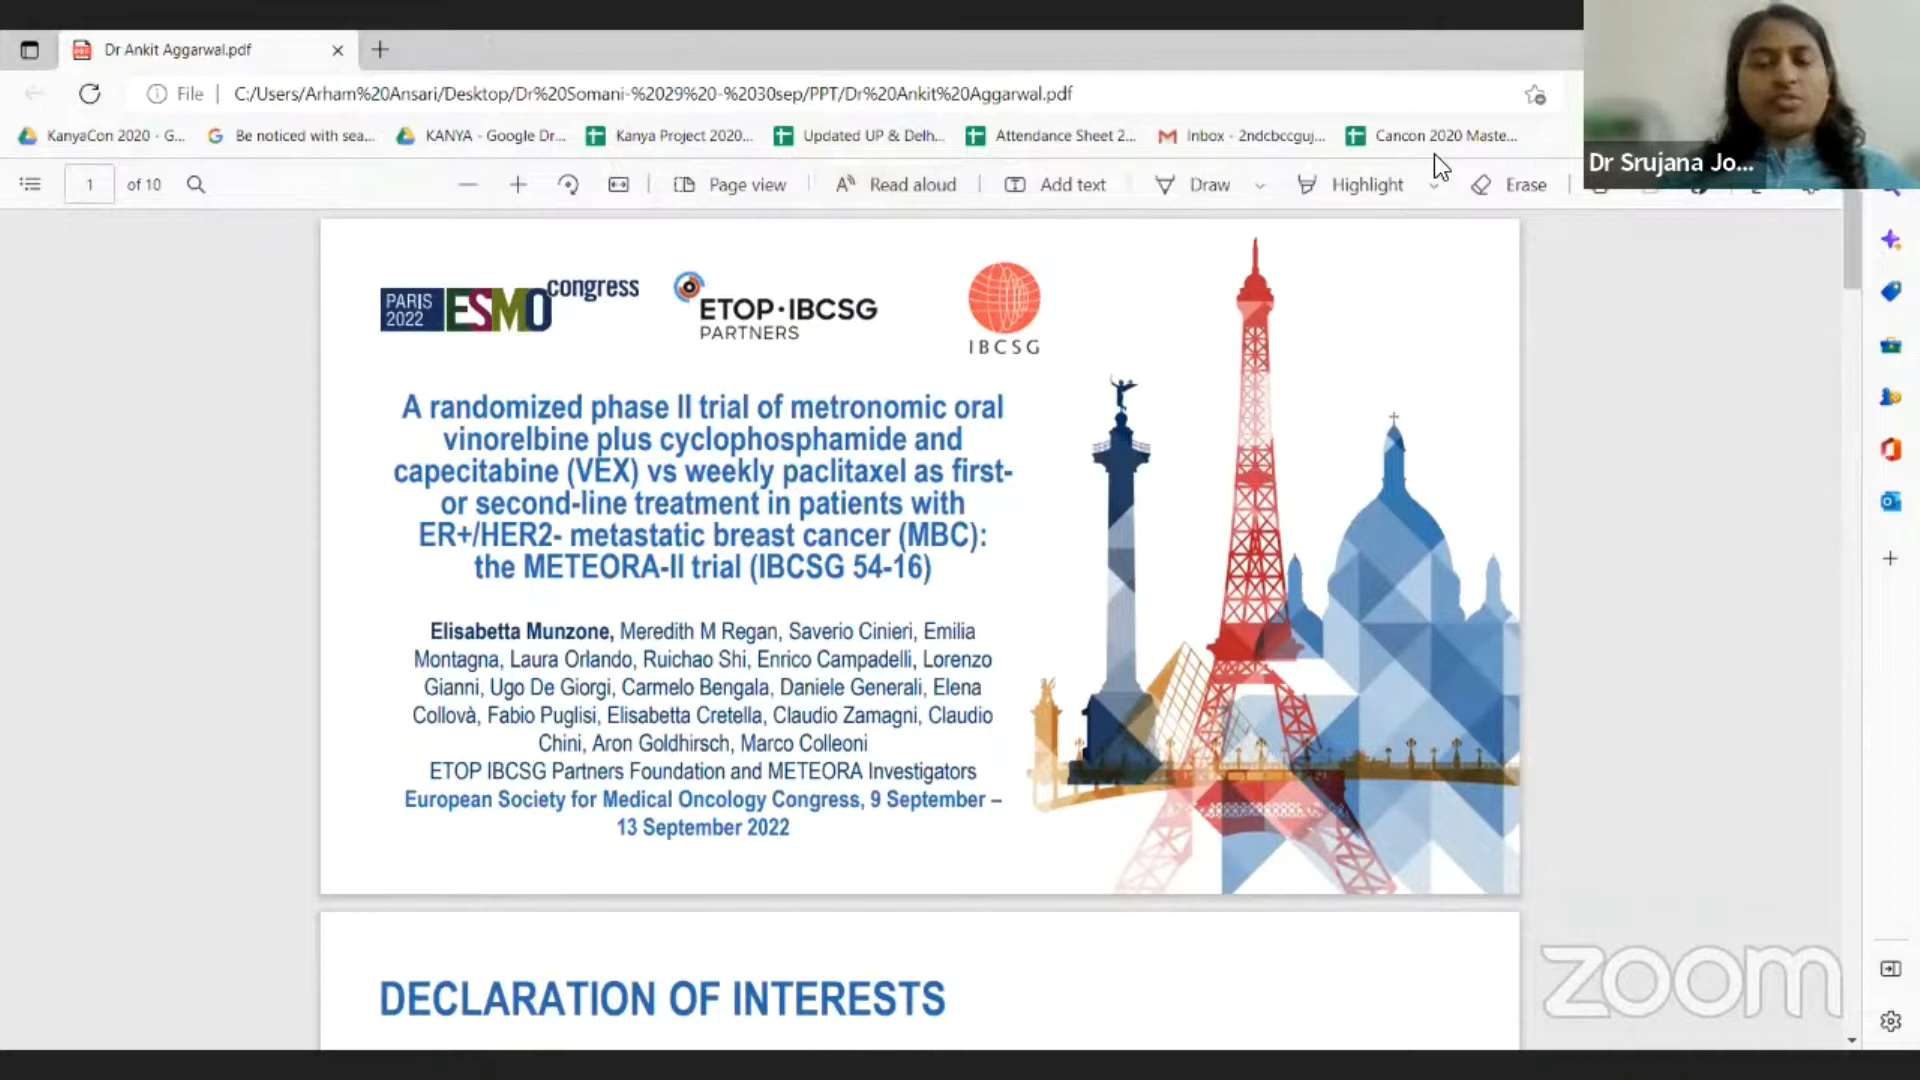 Dr Ankit Aggarwal.pdf
File
C:/Users/Arham%20Ansari/Desktop/Dr%20Somani-%2029%20-%2030sep/PPT/Dr%20Ankit%20Aggarwal.pdf
KanyaCon 2020 - G...
Be noticed with sea...
KANYA - Google Dr...
Kanya Project 2020...
Updated UP & Delh...
Attendance Sheet 2...
Inbox - 2ndcbccguj...
Cancon 2020 Maste...
Dr Srujana Jo...
1 of 10
Page view
Read aloud
Add text
Draw
Highlight
Erase
PARIS
2022
ESMO
congress
ETOP·IBCSG
PARTNERS
IBCSG
A randomized phase II trial of metronomic oral
vinorelbine plus cyclophosphamide and
capecitabine (VEX) vs weekly paclitaxel as first-
or second-line treatment in patients with
ER+/HER2- metastatic breast cancer (MBC):
the METEORA-II trial (IBCSG 54-16)
Elisabetta Munzone, Meredith M Regan, Saverio Cinieri, Emilia
Montagna, Laura Orlando, Ruichao Shi, Enrico Campadelli, Lorenzo
Gianni, Ugo De Giorgi, Carmelo Bengala, Daniele Generali, Elena
Collovà, Fabio Puglisi, Elisabetta Cretella, Claudio Zamagni, Claudio
Chini, Aron Goldhirsch, Marco Colleoni
ETOP IBCSG Partners Foundation and METEORA Investigators
European Society for Medical Oncology Congress, 9 September –
13 September 2022
DECLARATION OF INTERESTS
zoom